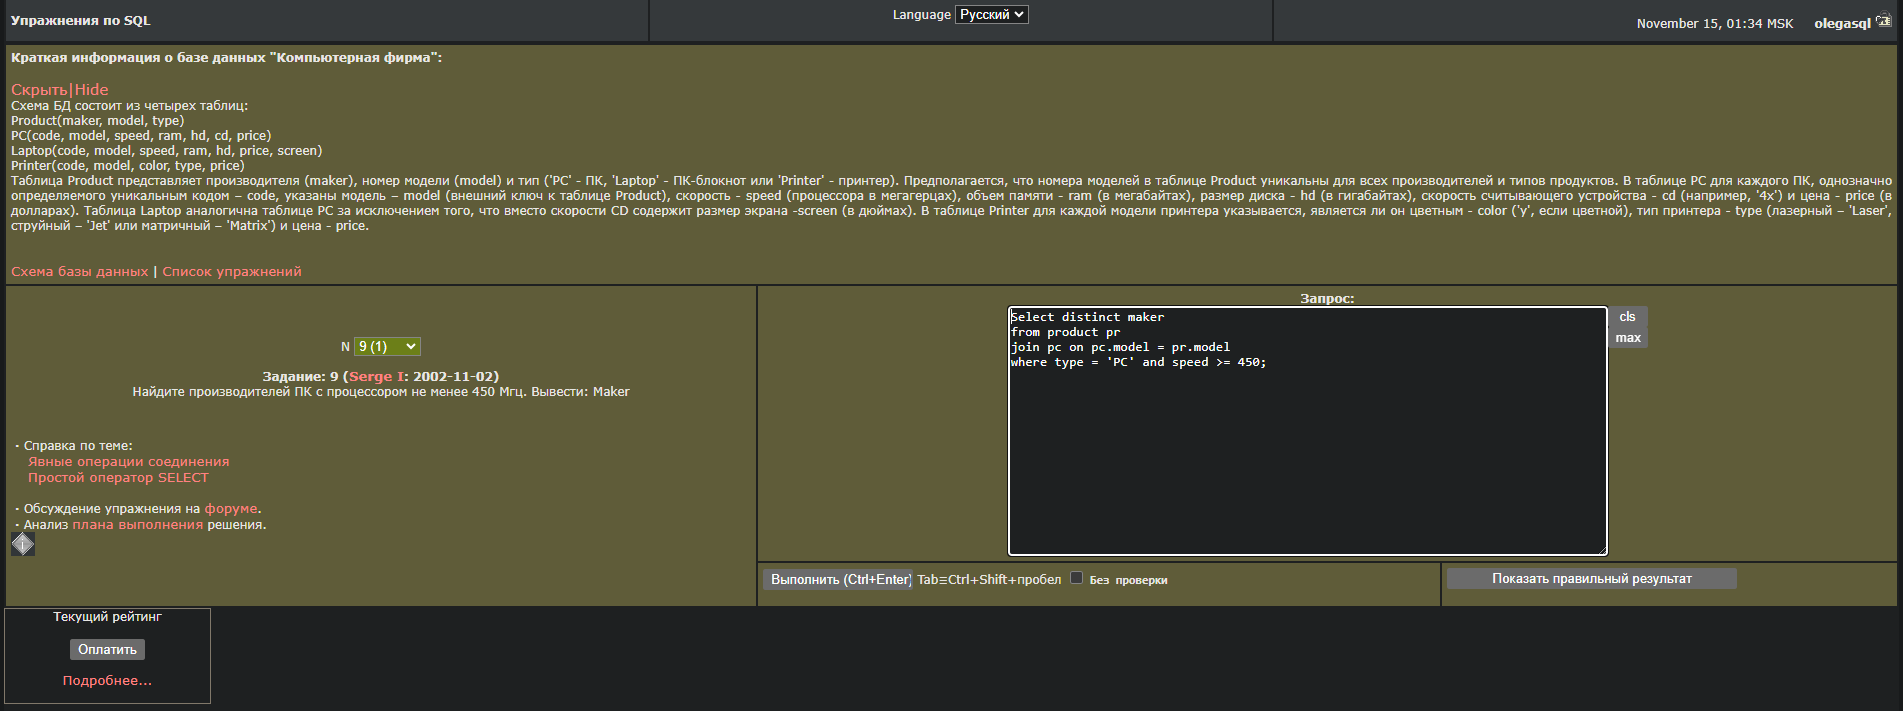 Упражнения по SQL
Language Русский
November 15, 01:34 MSK olegasql
Краткая информация о базе данных "Компьютерная фирма":
Скрыть|Hide
Схема БД состоит из четырех таблиц:
Product(maker, model, type)
PC(code, model, speed, ram, hd, cd, price)
Laptop(code, model, speed, ram, hd, price, screen)
Printer(code, model, color, type, price)
Таблица Product представляет производителя (maker), номер модели (model) и тип ('PC' - ПК, 'Laptop' - ПК-блокнот или 'Printer' - принтер). Предполагается, что номера моделей в таблице Product уникальны для всех производителей и типов продуктов. В таблице PC для каждого ПК, однозначно
определяемого уникальным кодом – code, указаны модель – model (внешний ключ к таблице Product), скорость - speed (процессора в мегагерцах), объем памяти - ram (в мегабайтах), размер диска - hd (в гигабайтах), скорость считывающего устройства - cd (например, '4x') и цена - price (в
долларах). Таблица Laptop аналогична таблице PC за исключением того, что вместо скорости CD содержит размер экрана -screen (в дюймах). В таблице Printer для каждой модели принтера указывается, является ли он цветным - color ('y', если цветной), тип принтера - type (лазерный – 'Laser',
струйный – 'Jet' или матричный – 'Matrix') и цена - price.
Схема базы данных | Список упражнений
N 9 (1)
Задание: 9 (Serge I: 2002-11-02)
Найдите производителей ПК с процессором не менее 450 Мгц. Вывести: Maker
· Справка по теме:
Явные операции соединения
Простой оператор SELECT
· Обсуждение упражнения на форуме.
· Анализ плана выполнения решения.
Запрос:
Select distinct maker
from product pr
join pc on pc.model = pr.model
where type = 'PC' and speed >= 450;
cls
max
Выполнить (Ctrl+Enter) Tab≡Ctrl+Shift+пробел Без проверки
Показать правильный результат
Текущий рейтинг
Оплатить
Подробнее...